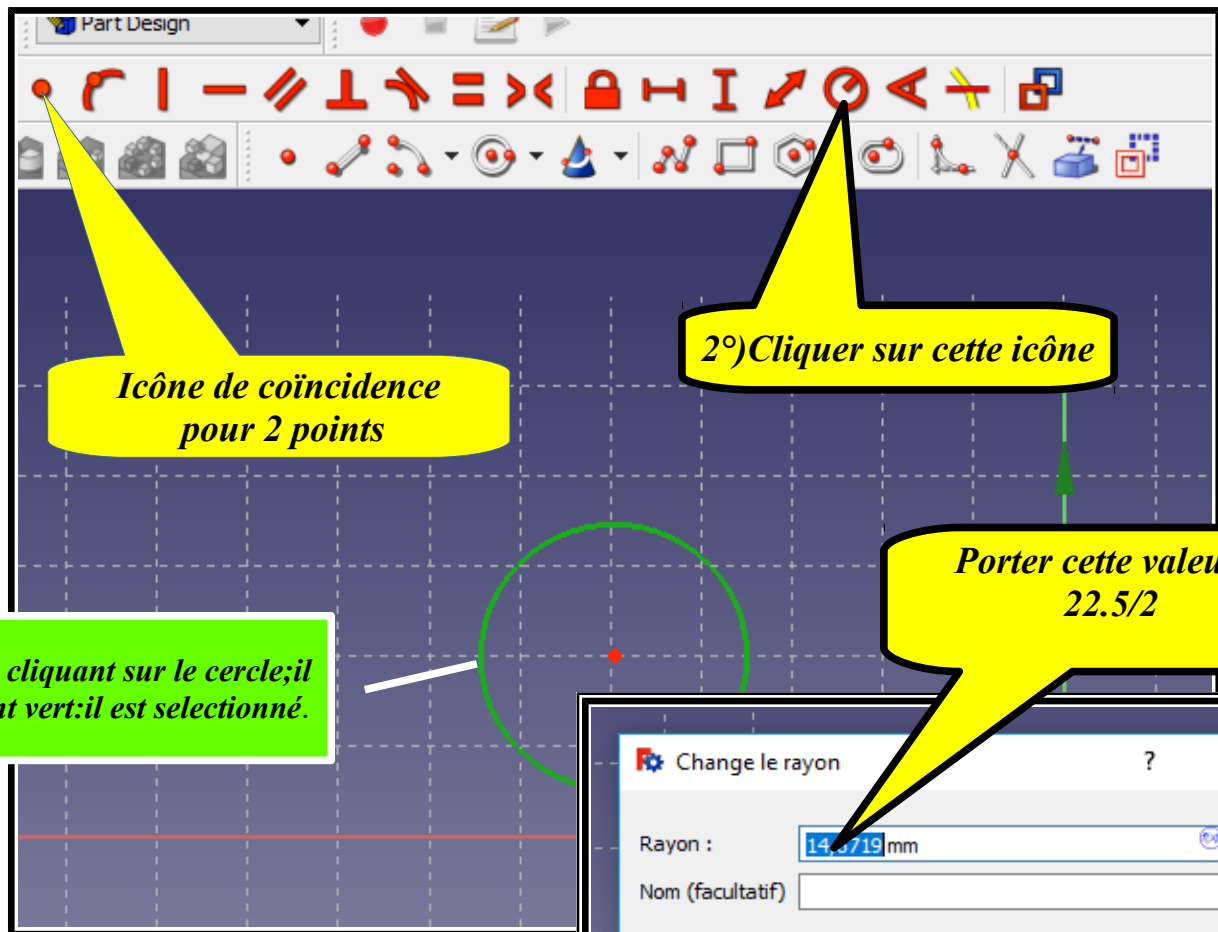 Part Design
2°)Cliquer sur cette icône
Icône de coïncidence
pour 2 points
Porter cette valeu
22.5/2
cliquant sur le cercle;il
nt vert:il est selectionné.
Change le rayon ?
Rayon : mm
Nom (facultatif)